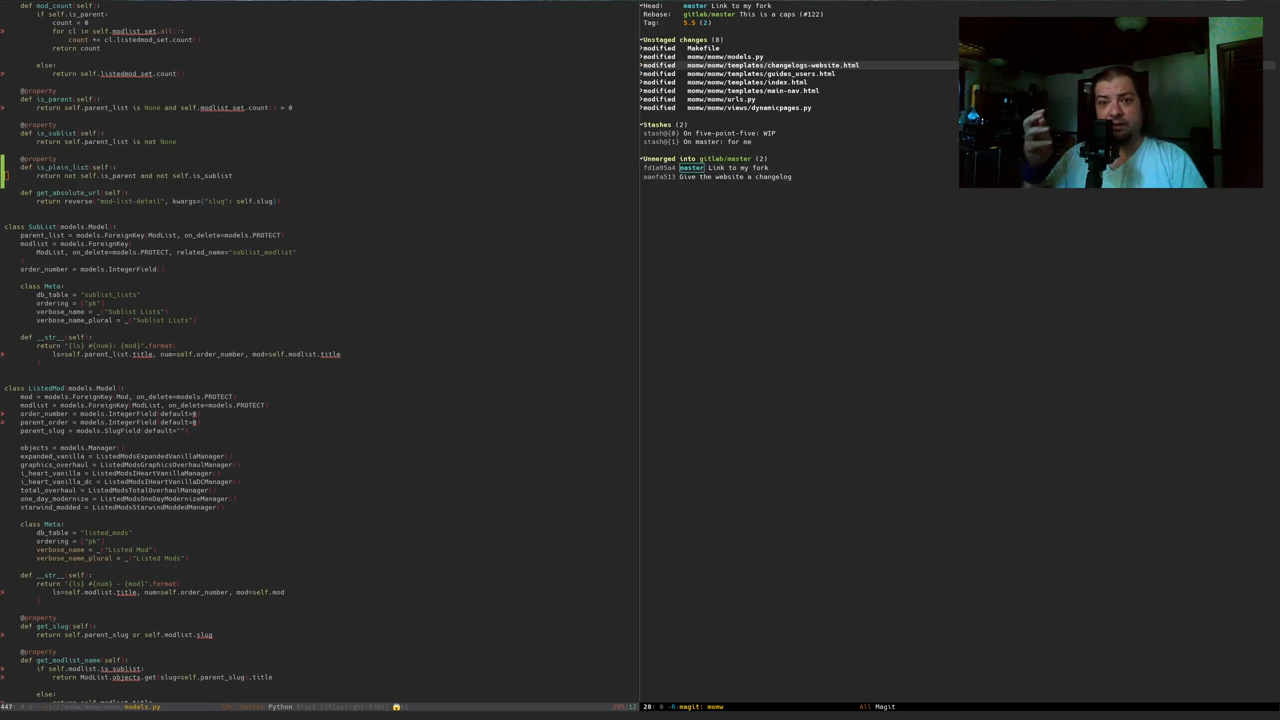 def mod_count(self):
if self.is_parent:
count = 0
for cl in self.modlist_set.all():
count += cl.listedmod_set.count()
return count
else:
return self.listedmod_set.count()
@property
def is_parent(self):
return self.parent_list is None and self.modlist_set.count() > 0
@property
def is_sublist(self):
return self.parent_list is not None
@property
def is_plain_list(self):
return not self.is_parent and not self.is_sublist
def get_absolute_url(self):
return reverse("mod-list-detail", kwargs={"slug": self.slug})
class SubList(models.Model):
parent_list = models.ForeignKey(ModList, on_delete=models.PROTECT)
modlist = models.ForeignKey(
ModList, on_delete=models.PROTECT, related_name="sublist_modlist"
)
order_number = models.IntegerField()
class Meta:
db_table = "sublist_lists"
ordering = ["pk"]
verbose_name = _("Sublist Lists")
verbose_name_plural = _("Sublist Lists")
def __str__(self):
return "{ls} #{num}: {mod}".format(
ls=self.parent_list.title, num=self.order_number, mod=self.modlist.title
)
class ListedMod(models.Model):
mod = models.ForeignKey(Mod, on_delete=models.PROTECT)
modlist = models.ForeignKey(ModList, on_delete=models.PROTECT)
order_number = models.IntegerField(default=0)
parent_order = models.IntegerField(default=0)
parent_slug = models.SlugField(default="")
objects = models.Manager()
expanded_vanilla = ListedModsExpandedVanillaManager()
graphics_overhaul = ListedModsGraphicsOverhaulManager()
i_heart_vanilla = ListedModsIHeartVanillaManager()
i_heart_vanilla_dc = ListedModsIHeartVanillaDCManager()
total_overhaul = ListedModsTotalOverhaulManager()
one_day_modernize = ListedModsOneDayModernizeManager()
starwind_modded = ListedModsStarwindModdedManager()
class Meta:
db_table = "listed_mods"
ordering = ["pk"]
verbose_name = _("Listed Mod")
verbose_name_plural = _("Listed Mods")
def __str__(self):
return "{ls} #{num} - {mod}".format(
ls=self.modlist.title, num=self.order_number, mod=self.mod
)
@property
def get_slug(self):
return self.parent_slug or self.modlist.slug
@property
def get_modlist_name(self):
if self.modlist.is_sublist:
return ModList.objects.get(slug=self.parent_slug).title
else:
447 models.py master Python Black 295/12
Head: master Link to my fork
Rebase: gitlab/master This is a caps (#122)
Tag: 5.5 (2)
Unstaged changes (8)
modified Makefile
modified momw/momw/models.py
modified momw/momw/templates/changelogs-website.html
modified momw/momw/templates/guides_users.html
modified momw/momw/templates/index.html
modified momw/momw/templates/main-nav.html
modified momw/momw/urls.py
modified momw/momw/views/dynamicpages.py
Stashes (2)
stash@{0} On five-point-five: WIP
stash@{1} On master: for me
Unmerged into gitlab/master (2)
fd1a95a4 master Link to my fork
aaefa513 Give the website a changelog
28: 0 -R-magit: momw All Magit